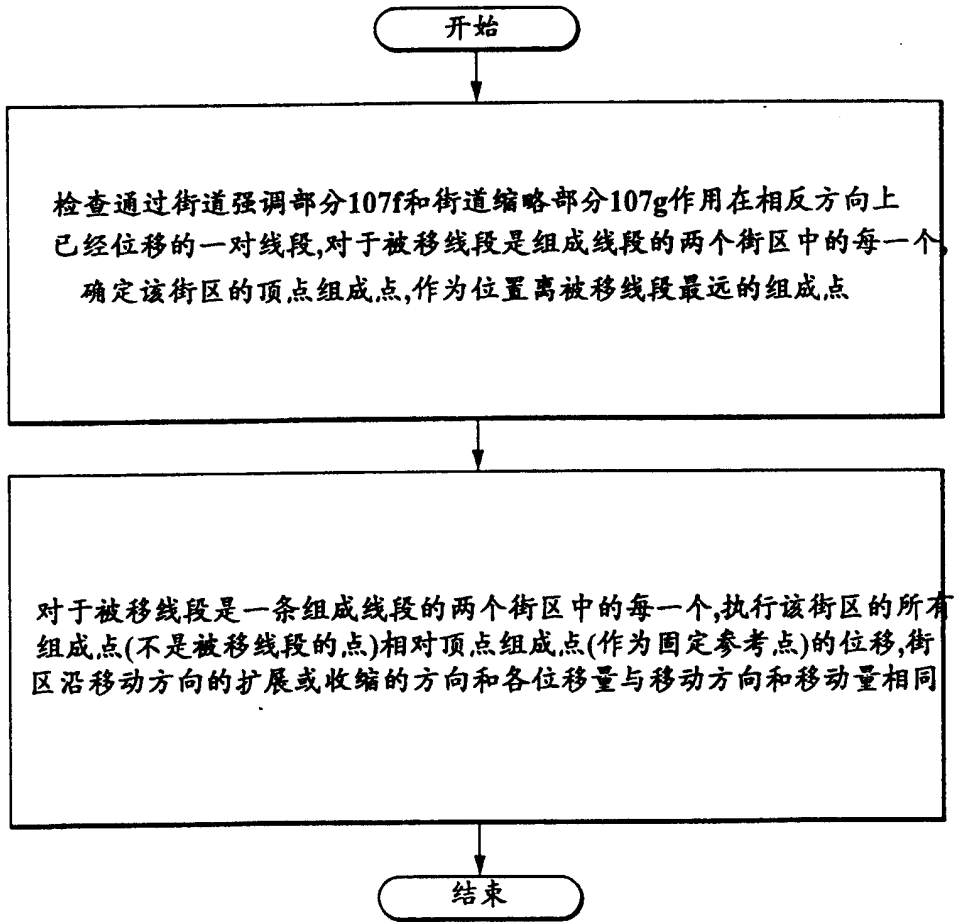 开始
检查通过街道强调部分107f和街道缩略部分107g作用在相反方向上
已经位移的一对线段,对于被移线段是组成线段的两个街区中的每一个,
确定该街区的顶点组成点,作为位置离被移线段最远的组成点
对于被移线段是一条组成线段的两个街区中的每一个,执行该街区的所有
组成点(不是被移线段的点)相对顶点组成点(作为固定参考点)的位移,街
区沿移动方向的扩展或收缩的方向和各位移量与移动方向和移动量相同
结束